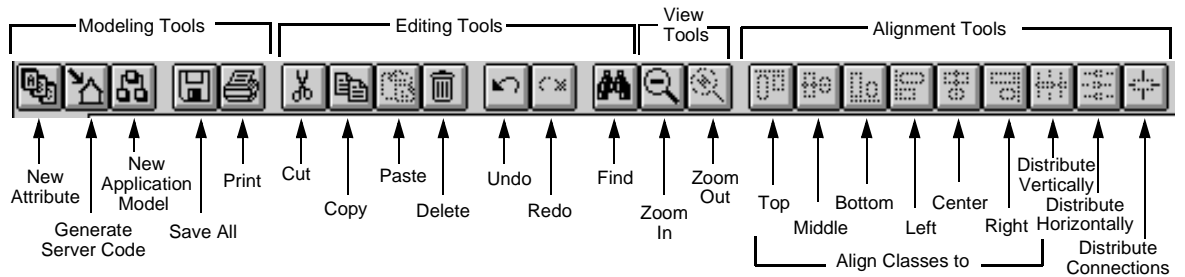 Modeling Tools
Editing Tools
View
Tools
Alignment Tools
New
Attribute
Generate
Server Code
New
Application
Model
Save All
Print
Cut
Copy
Paste
Delete
Undo
Redo
Find
Zoom
In
Zoom
Out
Top
Middle
Bottom
Left
Center
Right
Distribute
Vertically
Distribute
Horizontally
Distribute
Connections
Align Classes to